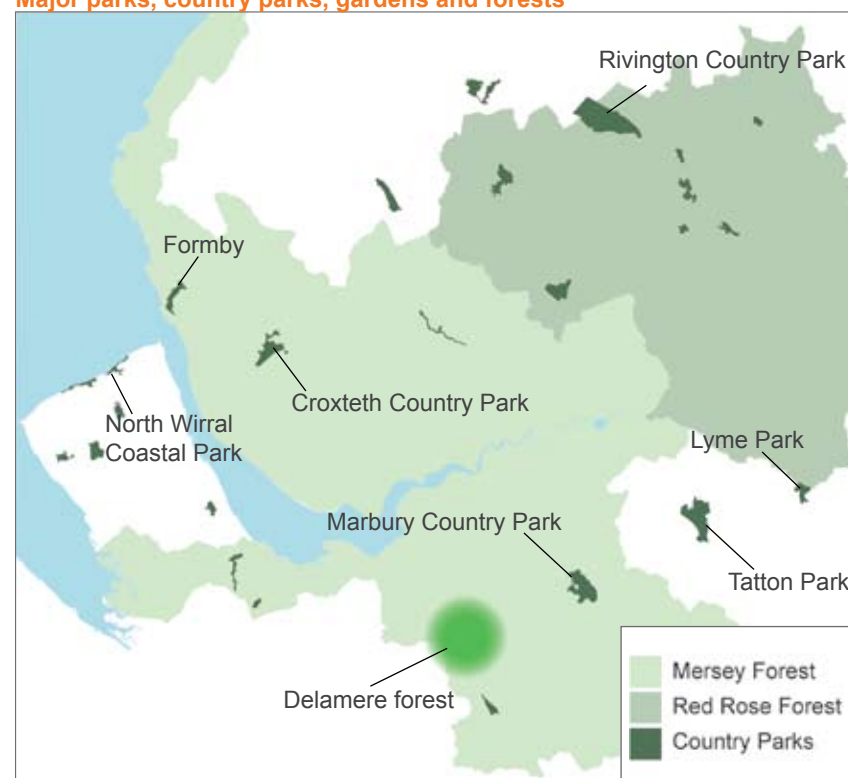 Major parks, country parks, gardens and forests
Rivington Country Park
Formby
Croxteth Country Park
North Wirral
Coastal Park
Lyme Park
Marbury Country Park
Tatton Park
Delamere forest
Mersey Forest
Red Rose Forest
Country Parks